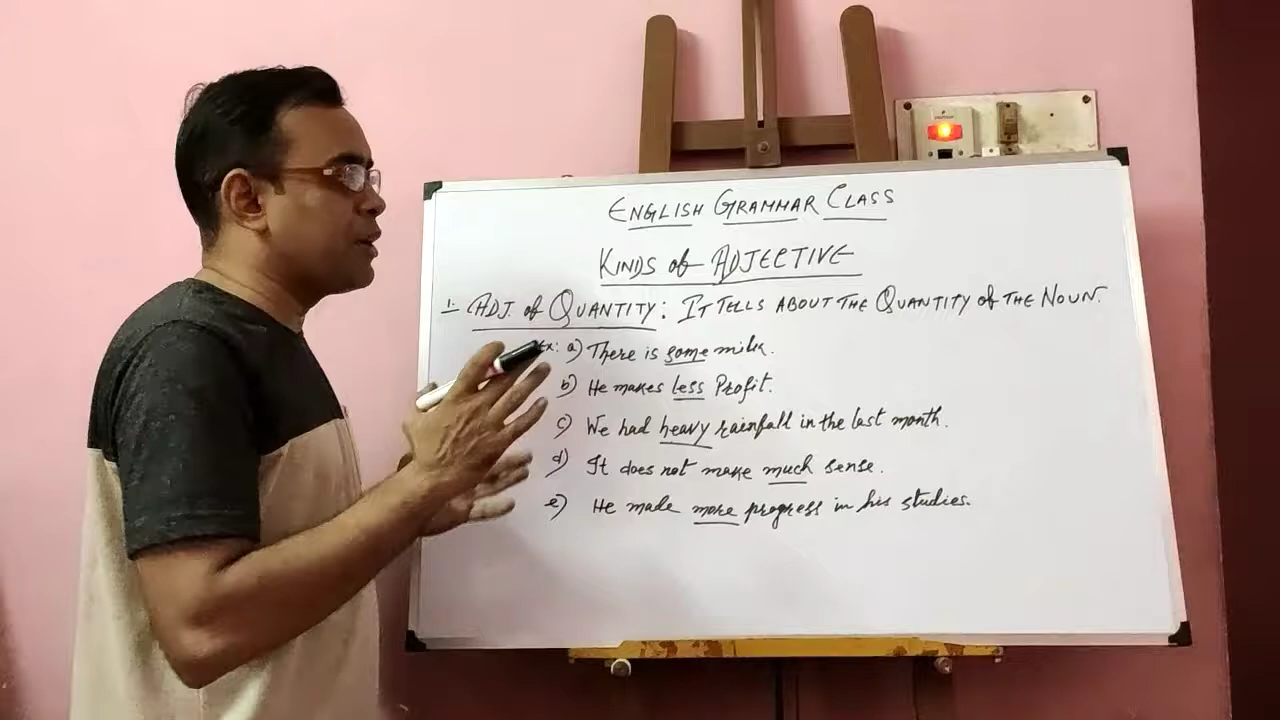 ENGLISH GRAMMAR CLASS
KINDS of ADJECTIVE
1. ADJ. of QUANTITY: IT TELLS ABOUT THE QUANTITY of THE NOUN.
Ex: a) There is some milk.
b) He makes less Profit.
c) We had heavy rainfall in the last month.
d) It does not make much sense.
e) He made more progress in his studies.